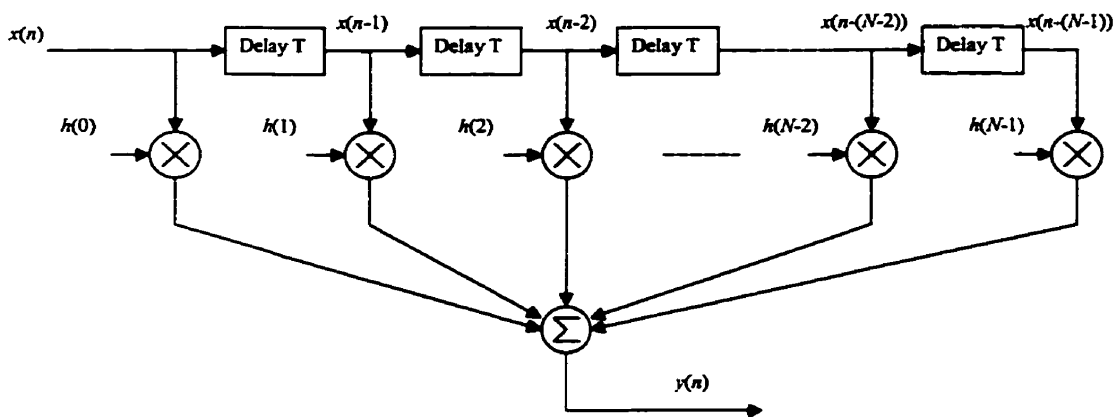 x(n)
x(n-1)
x(n-2)
x(n-(N-2))
x(n-(N-1))
Delay T
Delay T
Delay T
Delay T
h(0)
h(1)
h(2)
h(N-2)
h(N-1)
Σ
y(n)